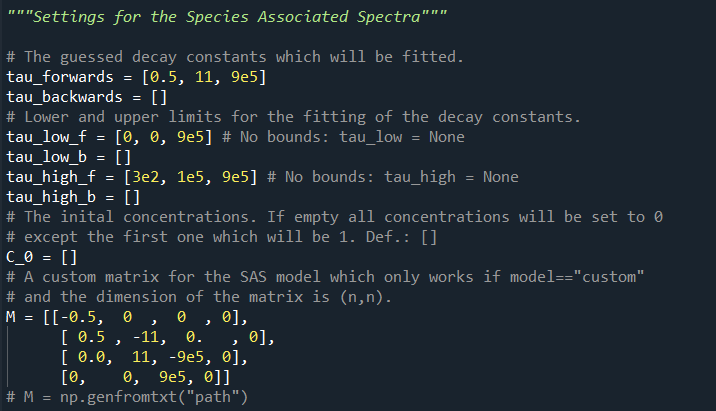 """Settings for the Species Associated Spectra"""
# The guessed decay constants which will be fitted.
tau_forwards = [0.5, 11, 9e5]
tau_backwards = []
# Lower and upper limits for the fitting of the decay constants.
tau_low_f = [0, 0, 9e5] # No bounds: tau_low = None
tau_low_b = []
tau_high_f = [3e2, 1e5, 9e5] # No bounds: tau_high = None
tau_high_b = []
# The inital concentrations. If empty all concentrations will be set to 0
# except the first one which will be 1. Def.: []
C_0 = []
# A custom matrix for the SAS model which only works if model=="custom"
# and the dimension of the matrix is (n,n).
M = [[-0.5,  0  ,  0  , 0],
     [ 0.5 , -11,  0.   , 0],
     [ 0.0,  11, -9e5, 0],
     [0,    0,  9e5, 0]]
# M = np.genfromtxt("path")